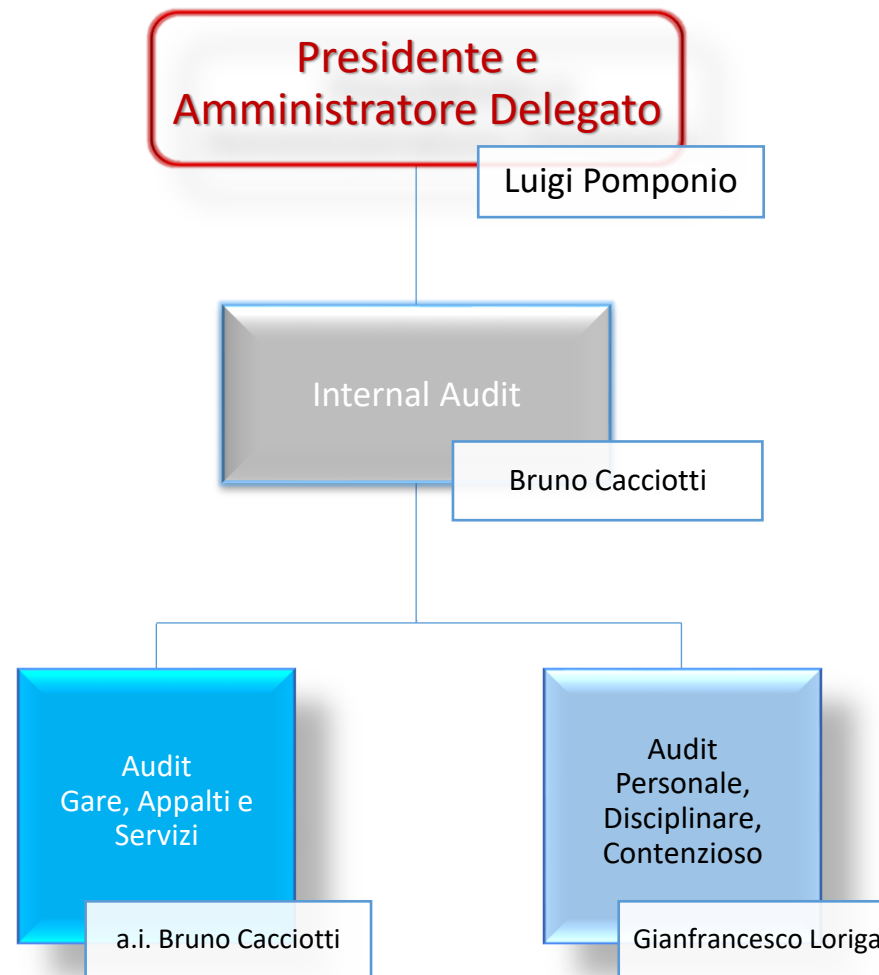 Presidente e
Amministratore Delegato
Luigi Pomponio
Internal Audit
Bruno Cacciotti
Audit
Gare, Appalti e
Servizi
a.i. Bruno Cacciotti
Audit
Personale,
Disciplinare,
Contenzioso
Gianfrancesco Loriga